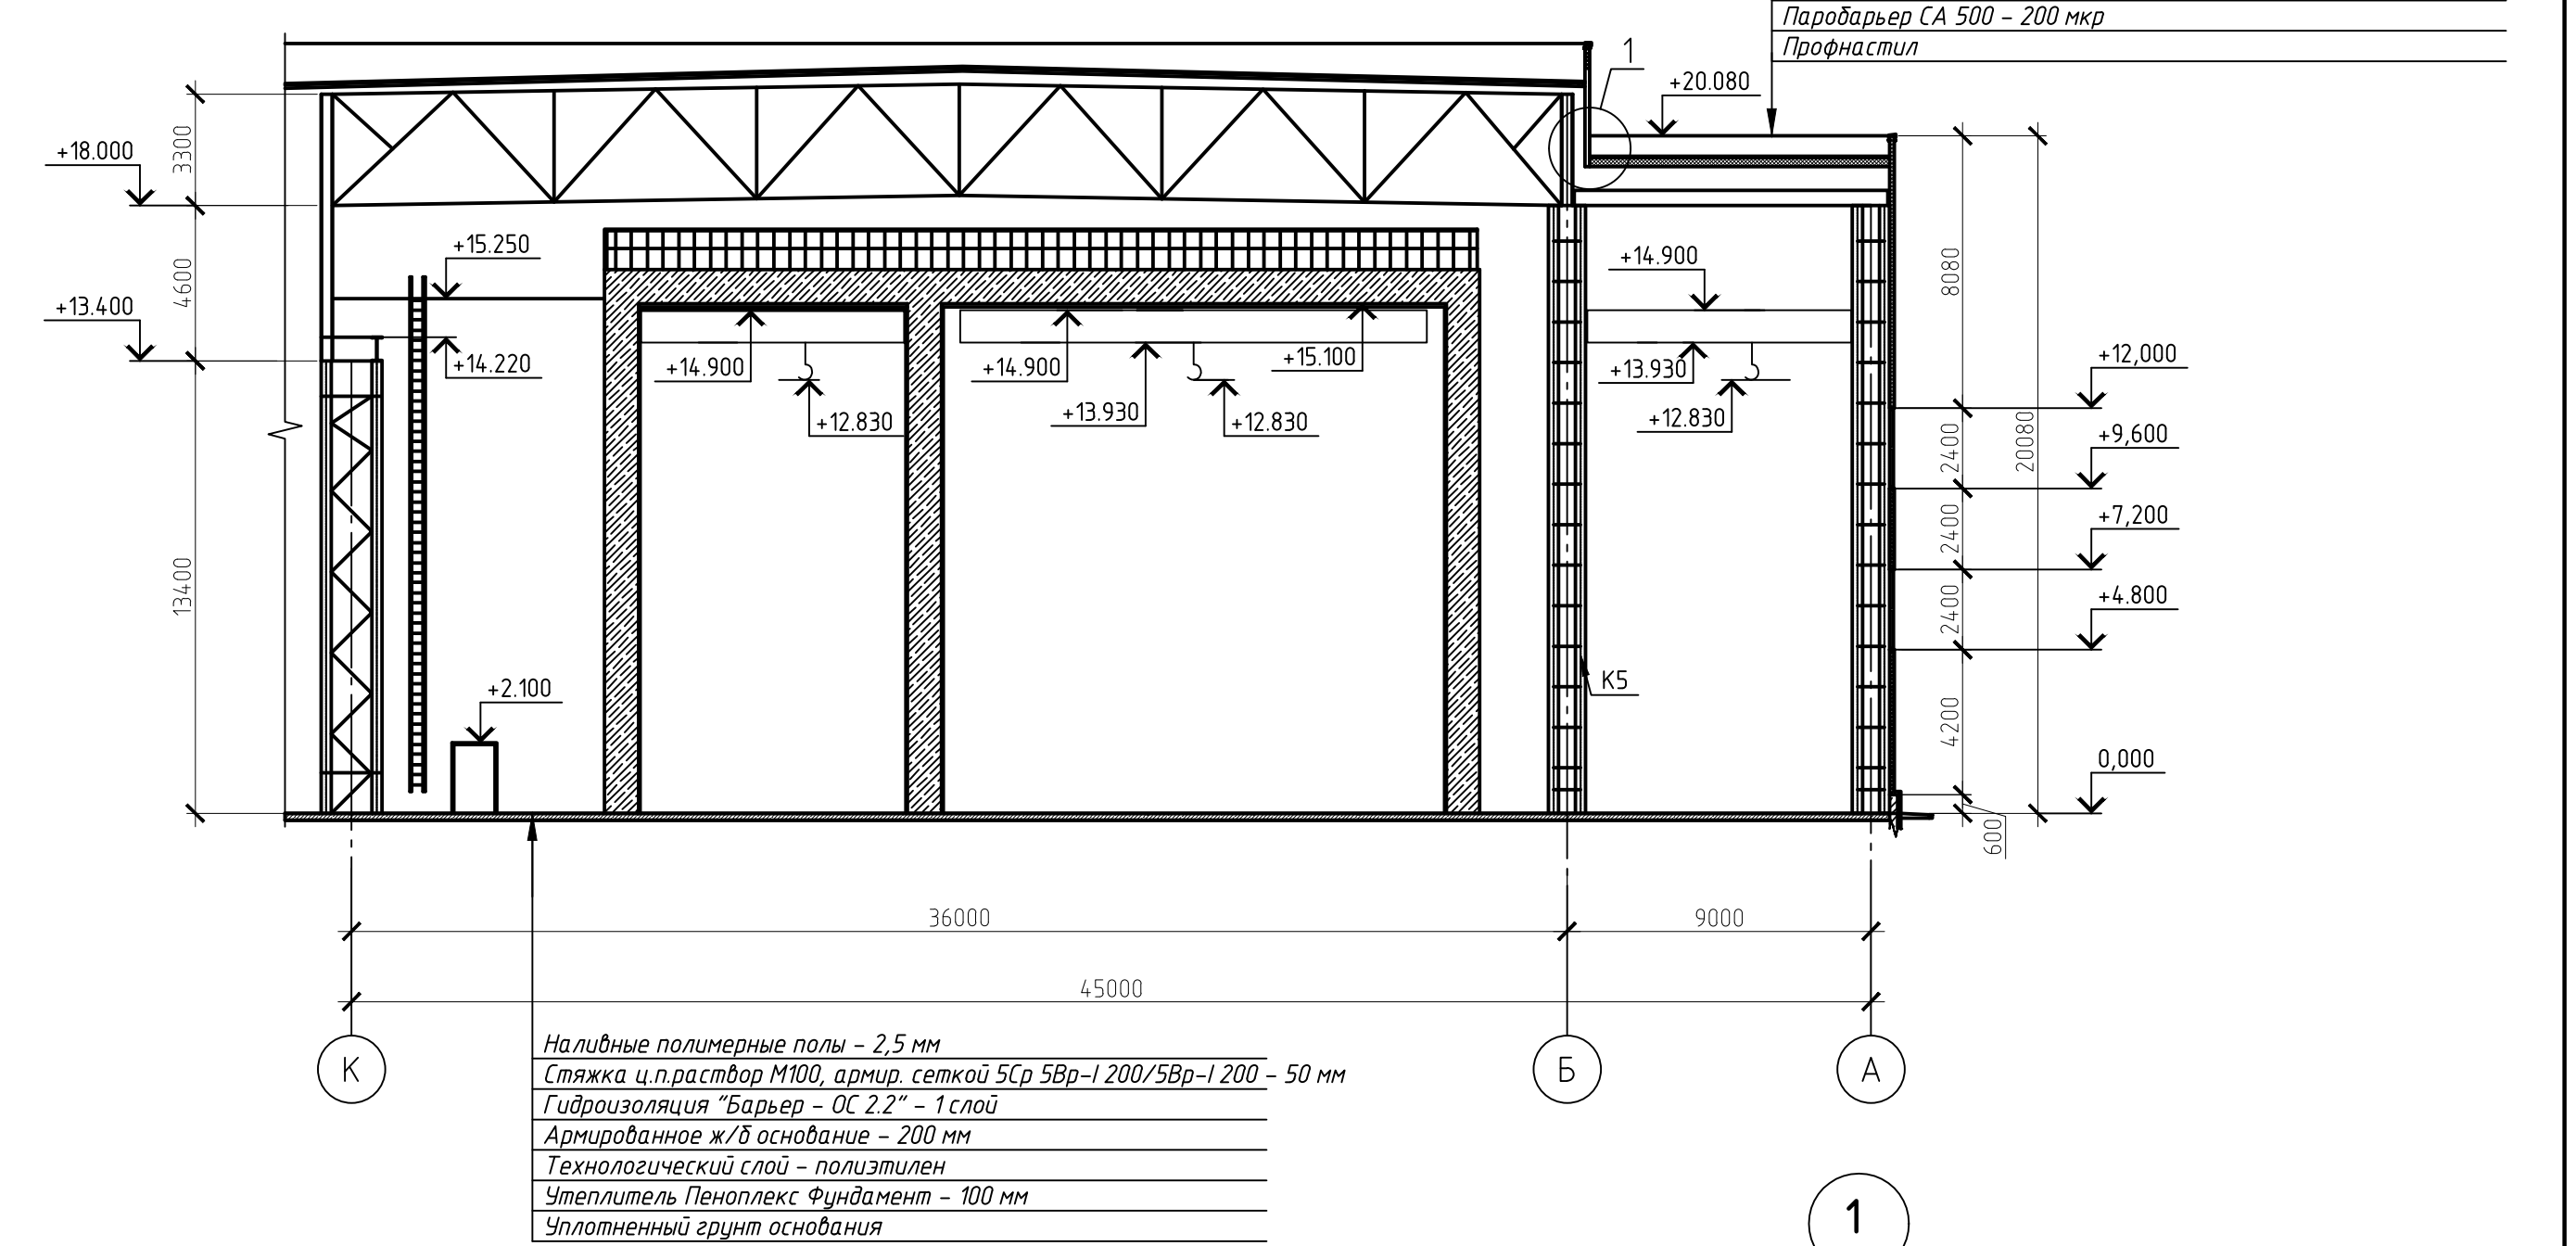 Паробарьер СА 500 – 200 мкр
Профнастил
1
+20.080
+18.000
3300
+15.250
+14.900
4600
8080
+13.400
+14.220
+14.900
+14.900
+15.100
+13.930
+12,000
+13.930
+12.830
+12.830
+12.830
2400
20080
+9,600
2400
+7,200
13400
2400
+4.800
К5
+2.100
4200
0,000
600
36000
9000
45000
К
Б
А
Наливные полимерные полы – 2,5 мм
Стяжка ц.п.раствор М100, армир. сеткой 5Ср 5Вр-I 200/5Вр-I 200 – 50 мм
Гидроизоляция "Барьер – ОС 2.2" – 1 слой
Армированное ж/б основание – 200 мм
Технологический слой – полиэтилен
Утеплитель Пеноплекс Фундамент – 100 мм
Уплотненный грунт основания
1